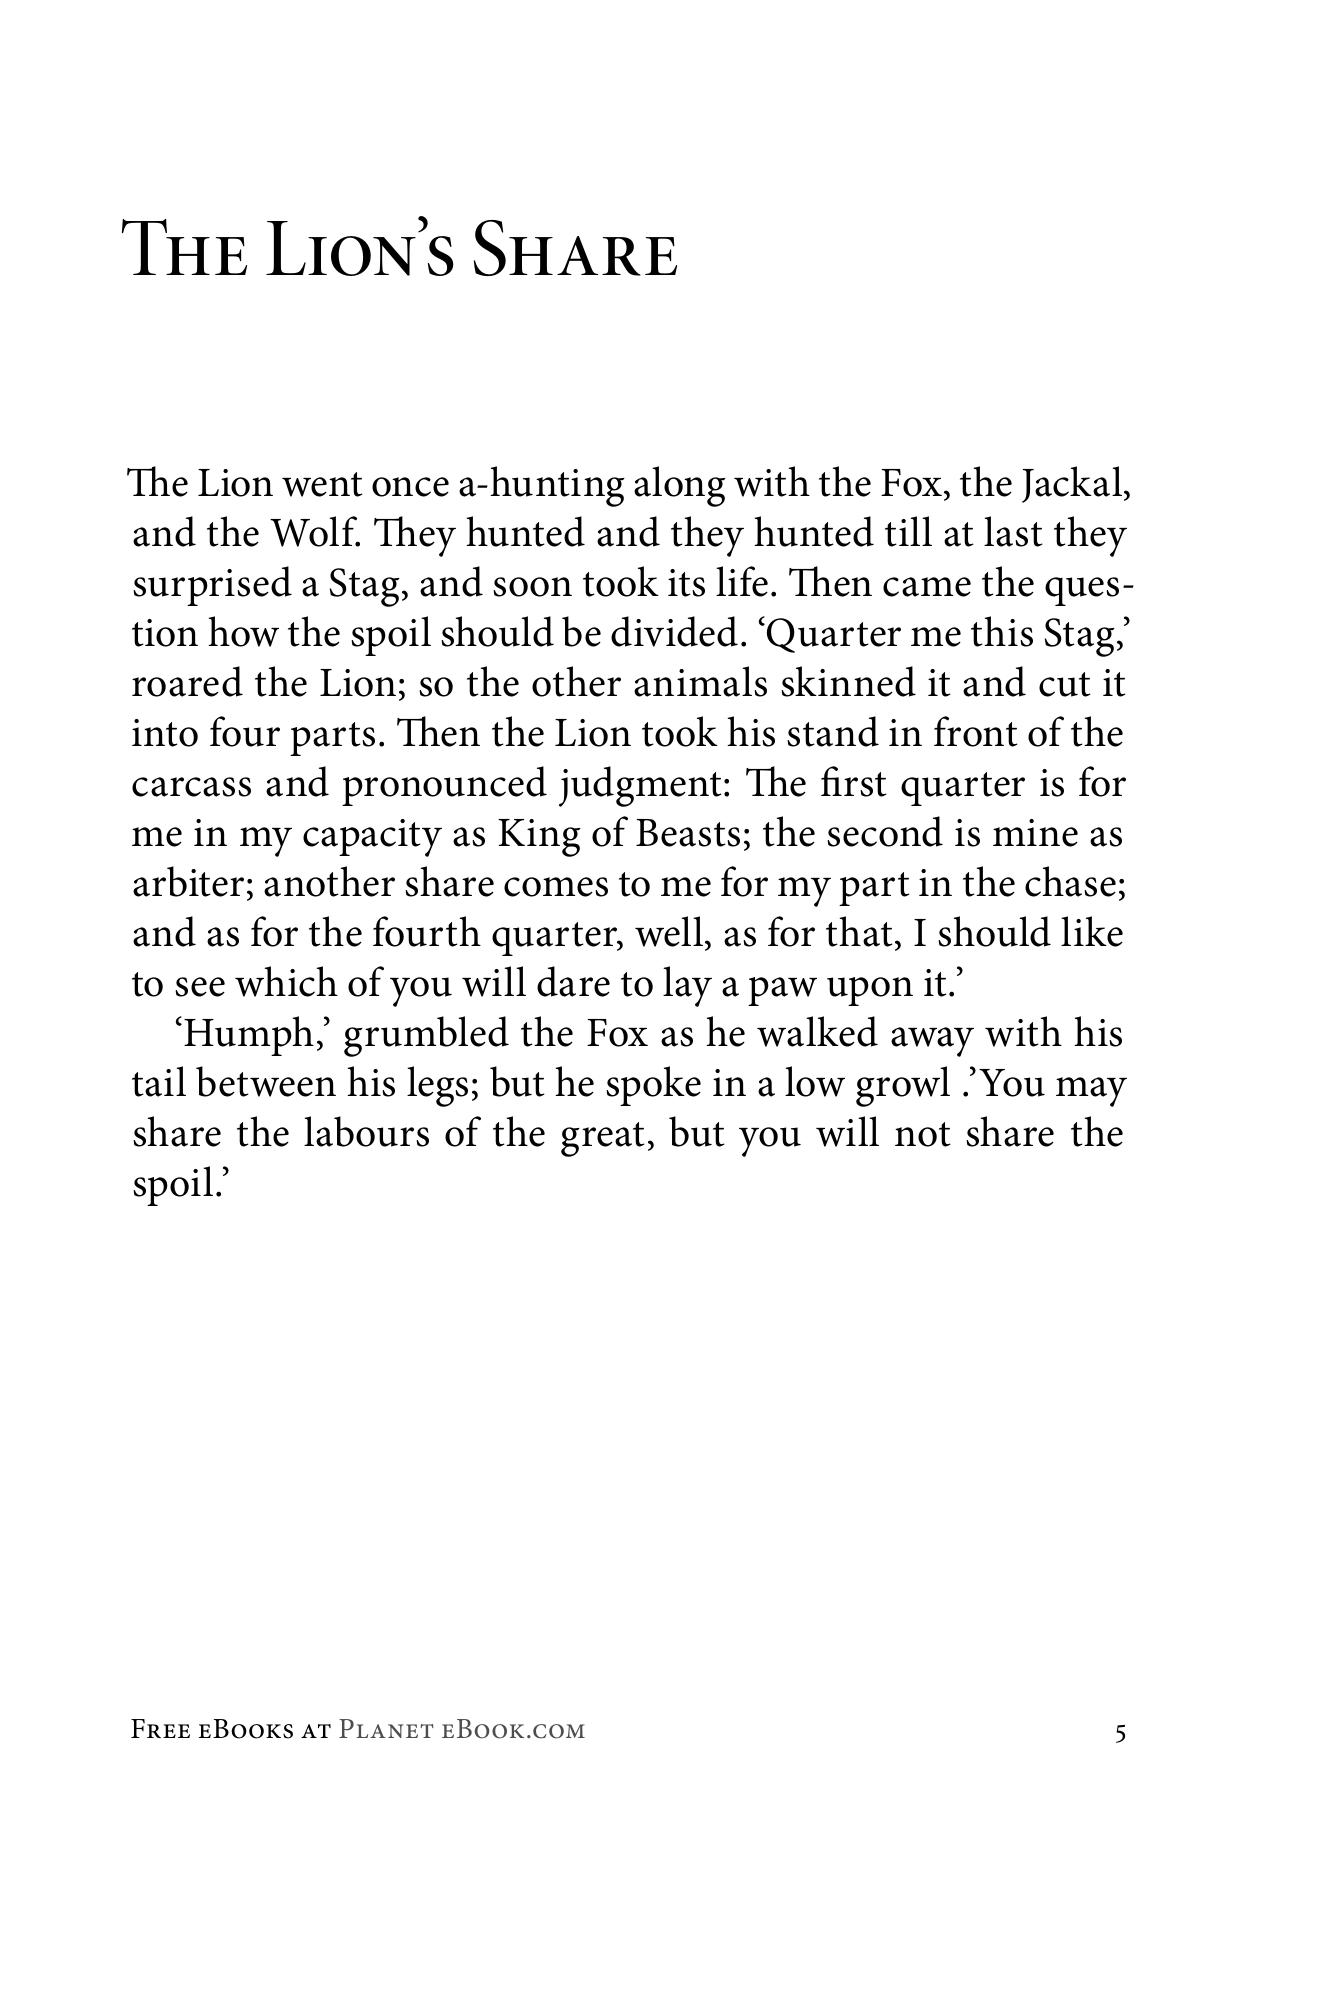 The Lion’s Share
The Lion went once a-hunting along with the Fox, the Jackal,
and the Wolf. They hunted and they hunted till at last they
surprised a Stag, and soon took its life. Then came the ques-
tion how the spoil should be divided. ‘Quarter me this Stag,’
roared the Lion; so the other animals skinned it and cut it
into four parts. Then the Lion took his stand in front of the
carcass and pronounced judgment: The first quarter is for
me in my capacity as King of Beasts; the second is mine as
arbiter; another share comes to me for my part in the chase;
and as for the fourth quarter, well, as for that, I should like
to see which of you will dare to lay a paw upon it.’
‘Humph,’ grumbled the Fox as he walked away with his
tail between his legs; but he spoke in a low growl .’You may
share the labours of the great, but you will not share the
spoil.’
Free eBooks at Planet eBook.com 5